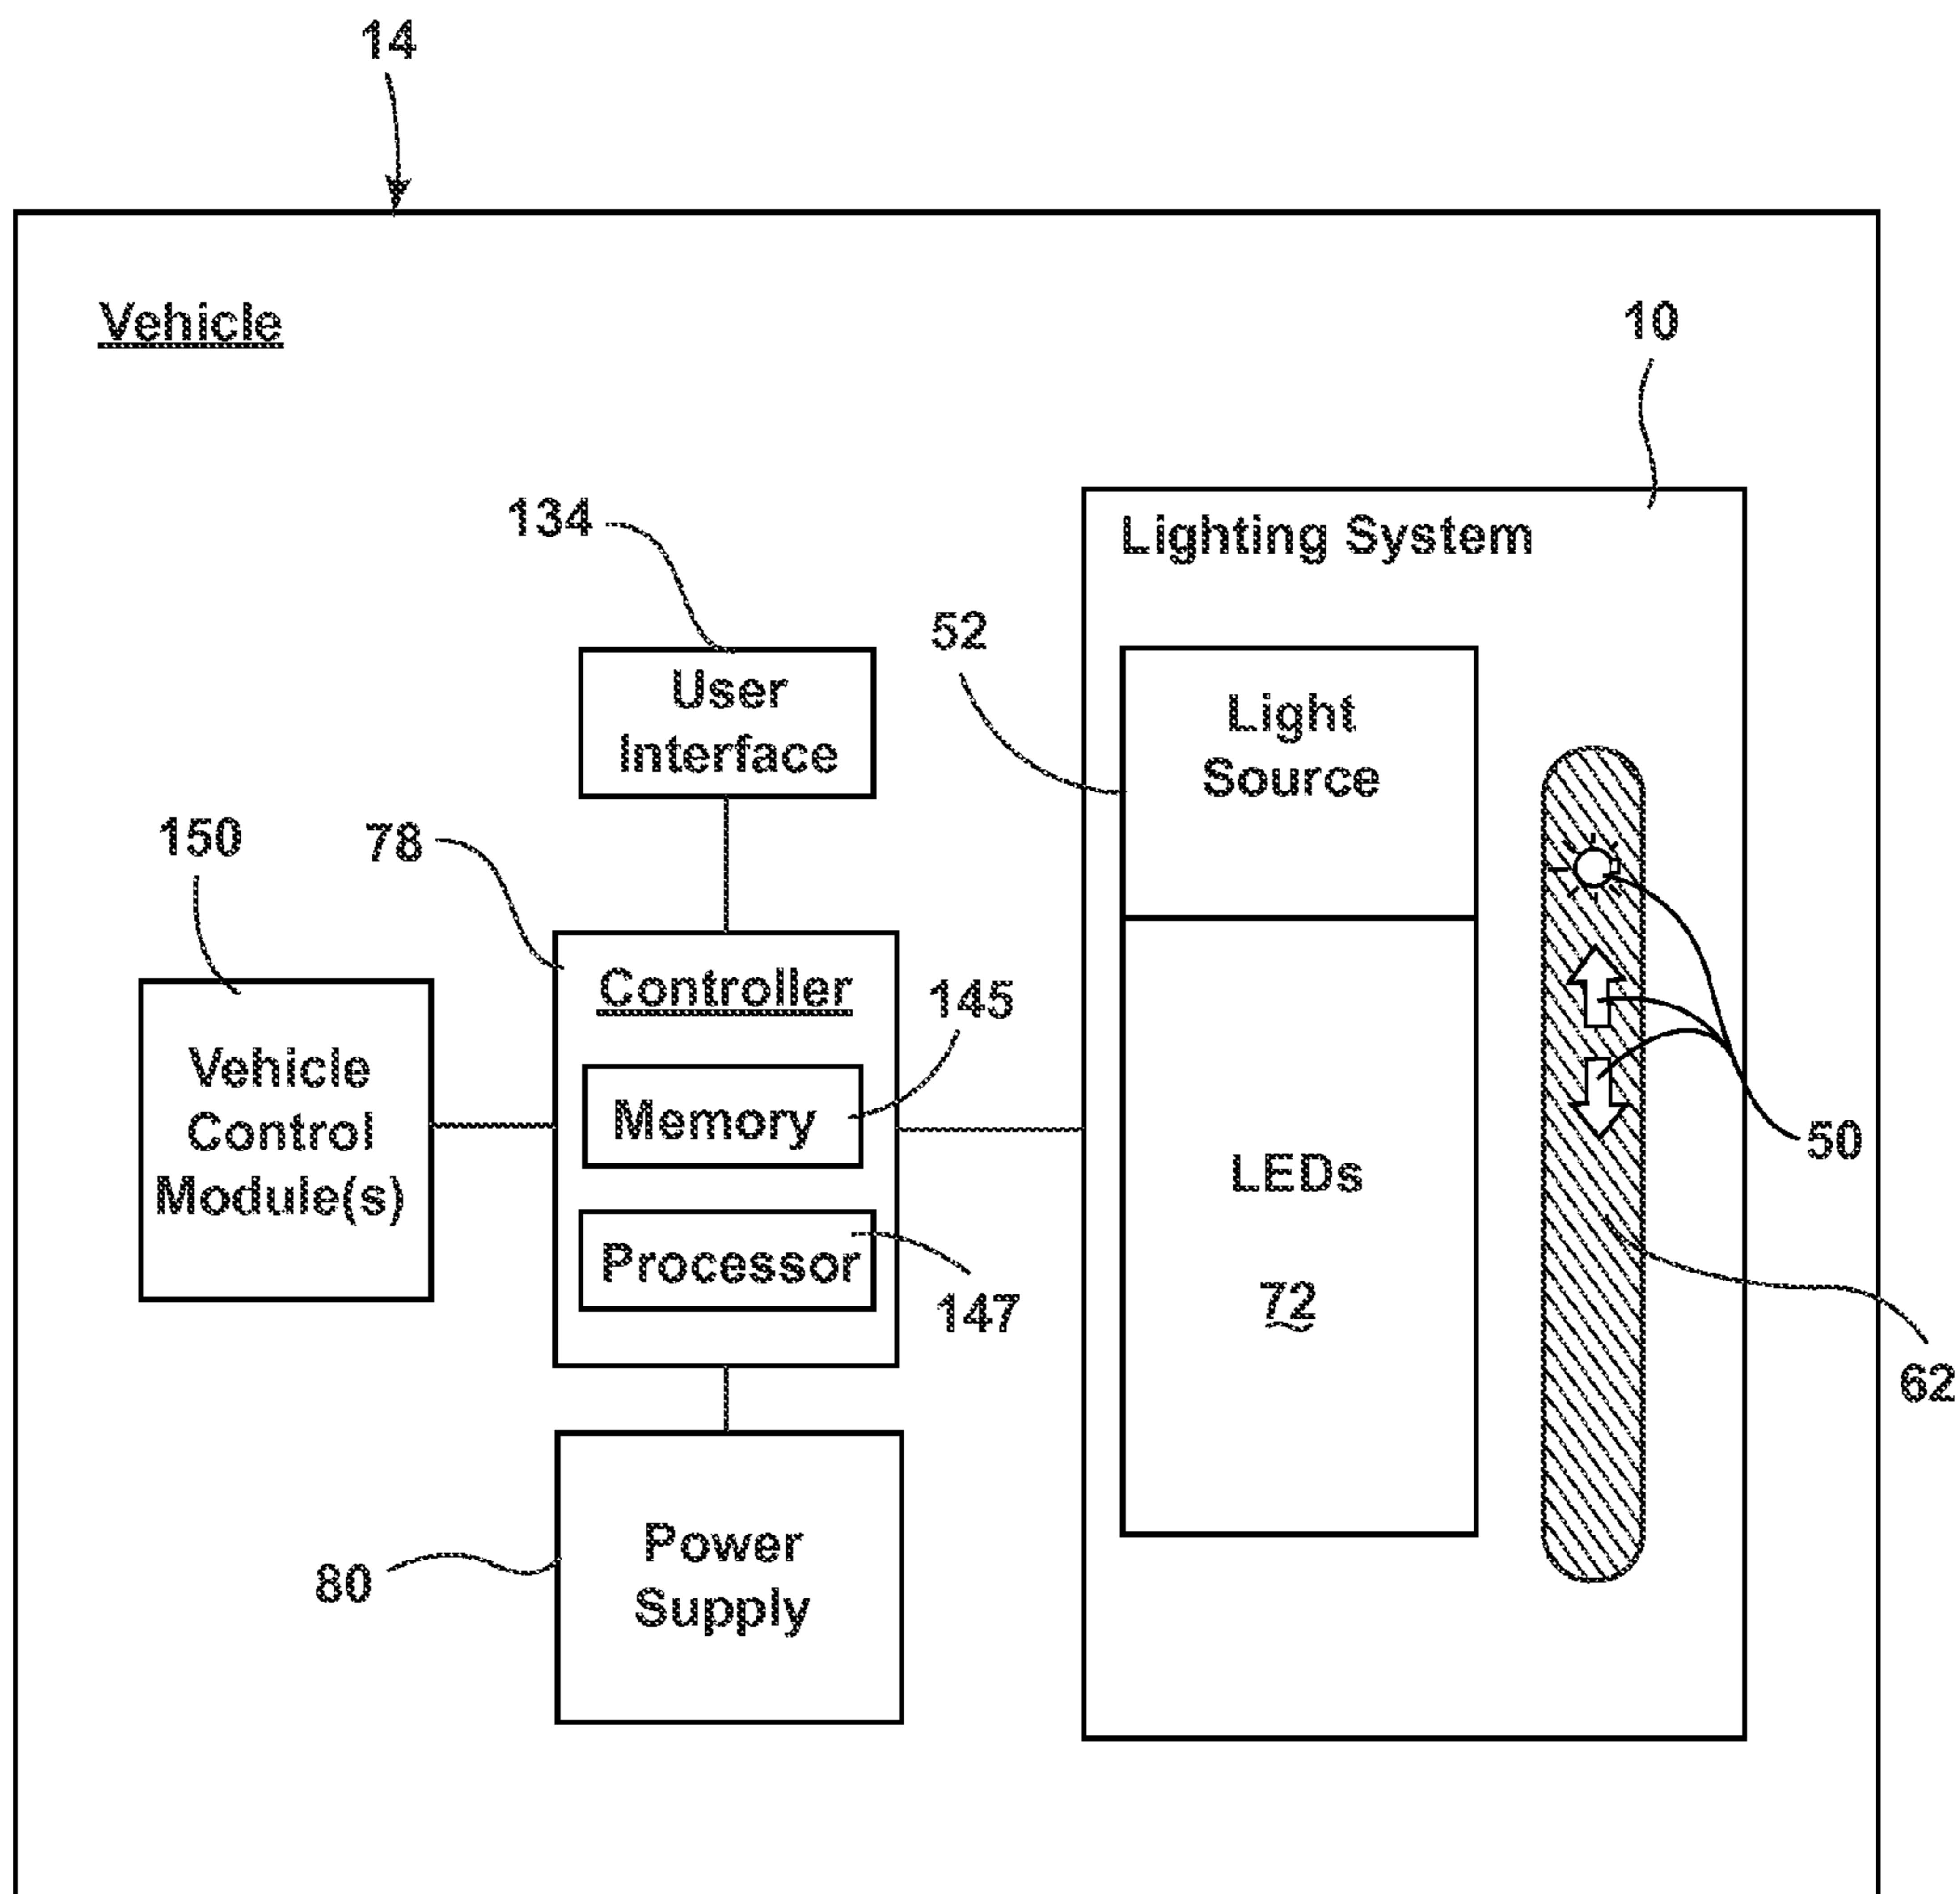 14
Vehicle
10
134
Lighting System
52
User
Interface
Light
Source
150
78
Controller
145
Vehicle
Control
Module(s)
Memory
50
LEDs
Processor
72
147
62
Power
Supply
80